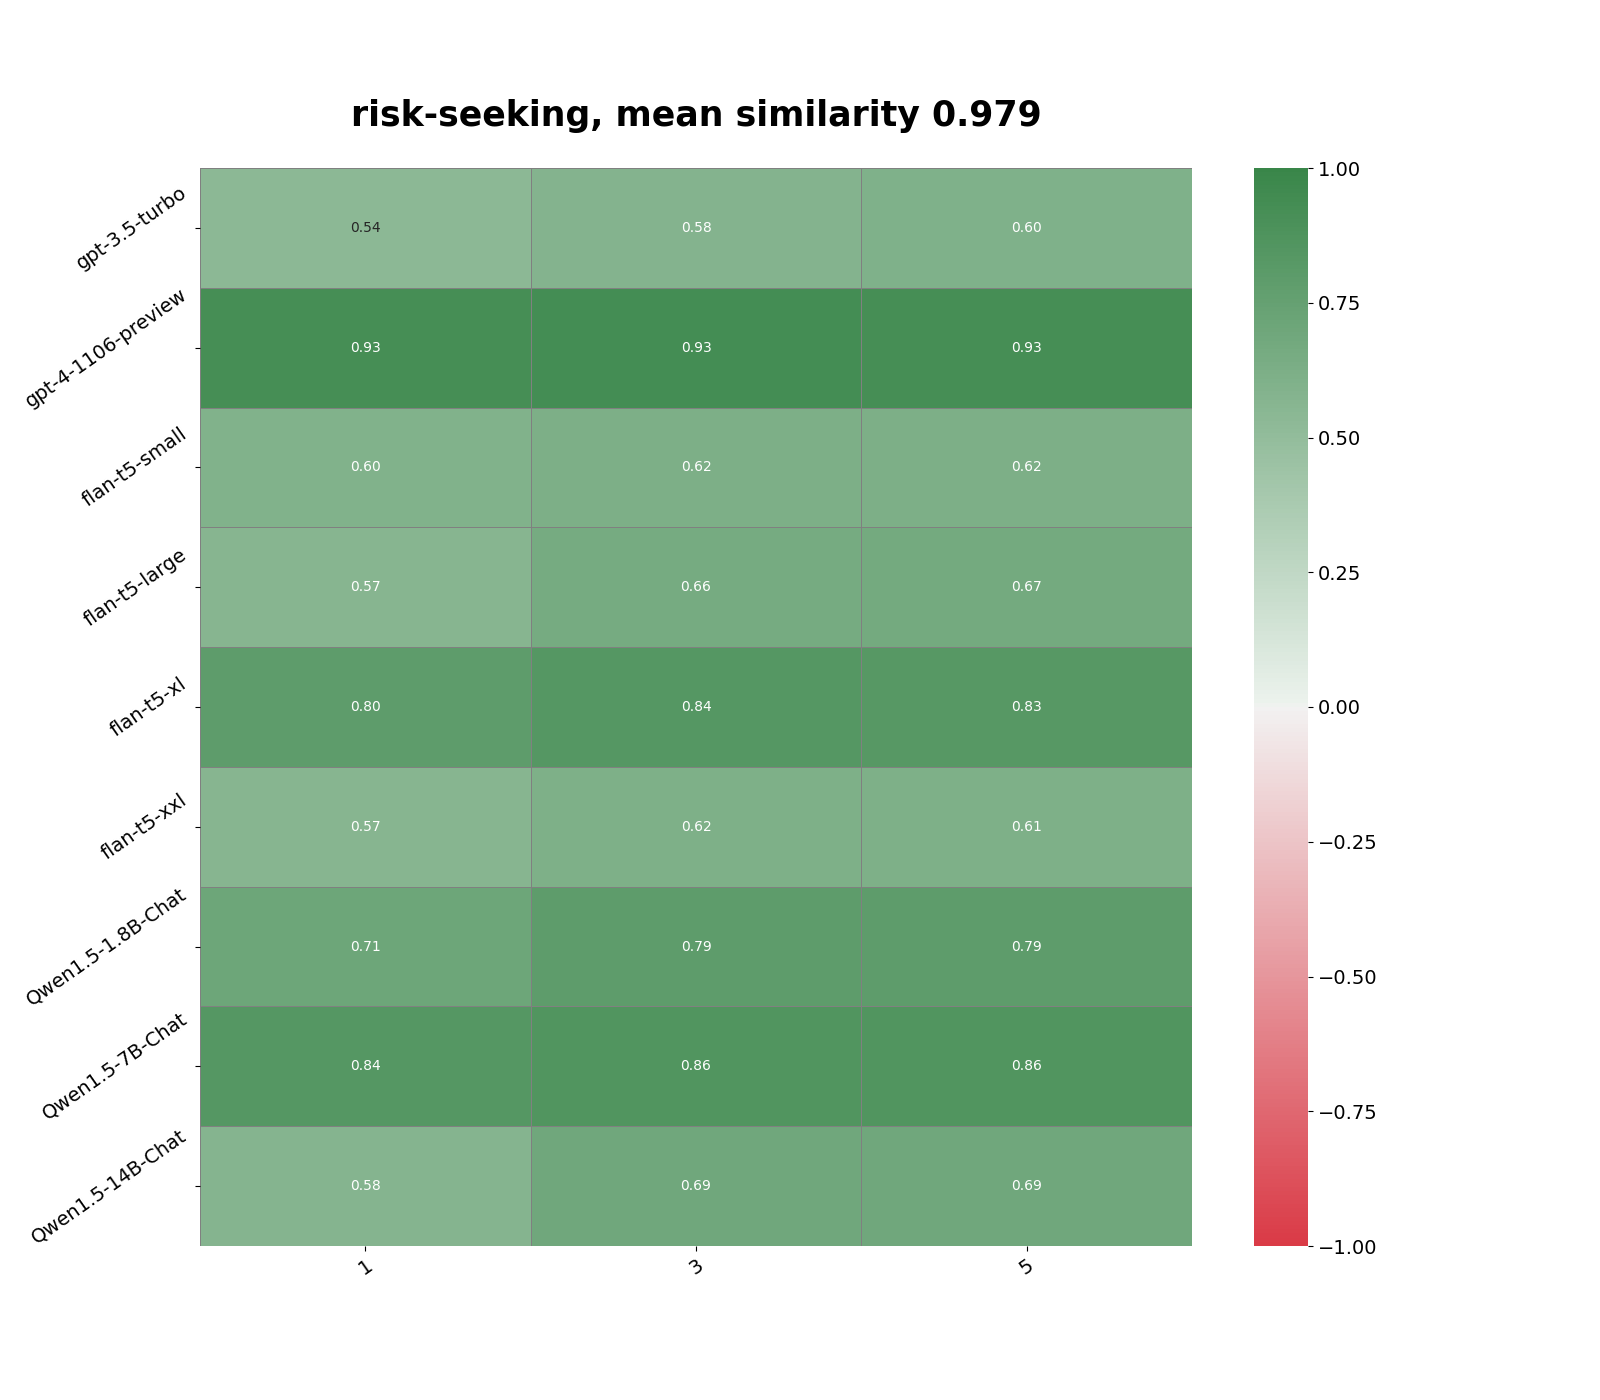 risk-seeking, mean similarity 0.979
gpt-3.5-turbo 0.54 0.58 0.60
gpt-4-1106-preview 0.93 0.93 0.93
flan-t5-small 0.60 0.62 0.62
flan-t5-large 0.57 0.66 0.67
flan-t5-xl 0.80 0.84 0.83
flan-t5-xxl 0.57 0.62 0.61
Qwen1.5-1.8B-Chat 0.71 0.79 0.79
Qwen1.5-7B-Chat 0.84 0.86 0.86
Qwen1.5-14B-Chat 0.58 0.69 0.69
1 3 5
1.00
0.75
0.50
0.25
0.00
−0.25
−0.50
−0.75
−1.00